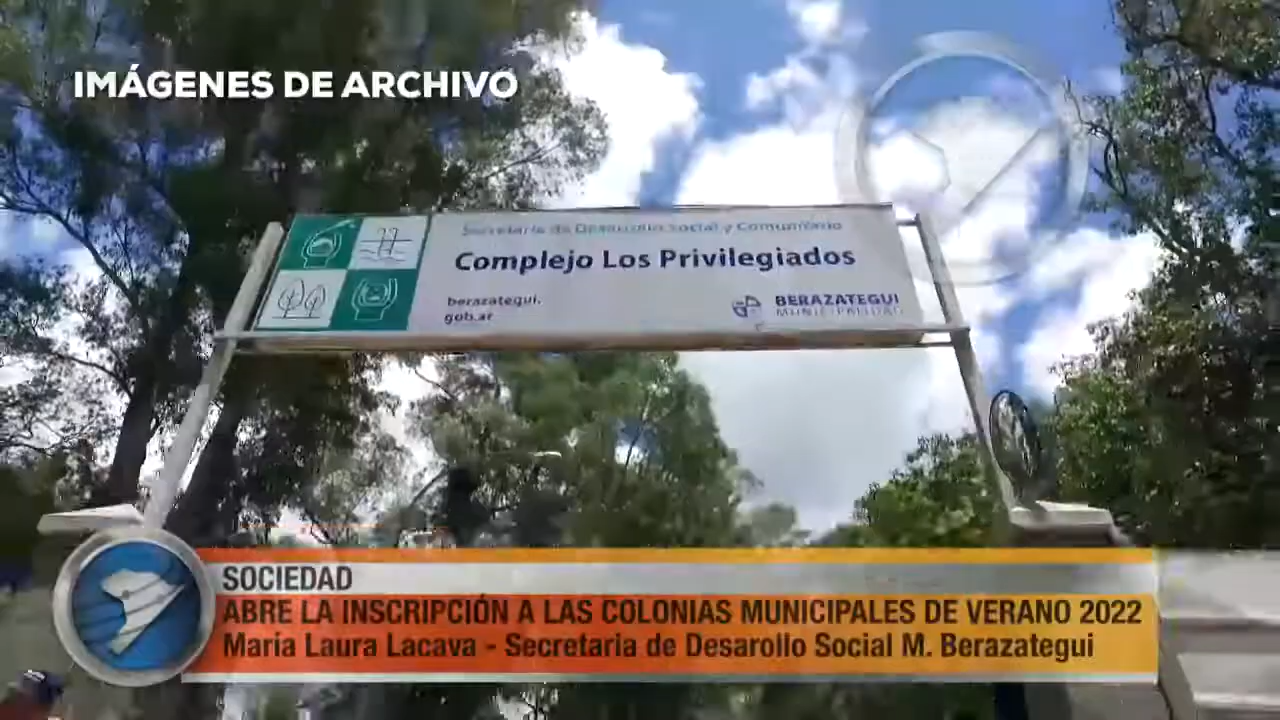 IMÁGENES DE ARCHIVO
Secretaría de Desarrollo Social y Comunitario
Complejo Los Privilegiados
berazategui.
gob.ar
BERAZATEGUI
MUNICIPALIDAD
SOCIEDAD
ABRE LA INSCRIPCIÓN A LAS COLONIAS MUNICIPALES DE VERANO 2022
María Laura Lacava - Secretaria de Desarollo Social M. Berazategui